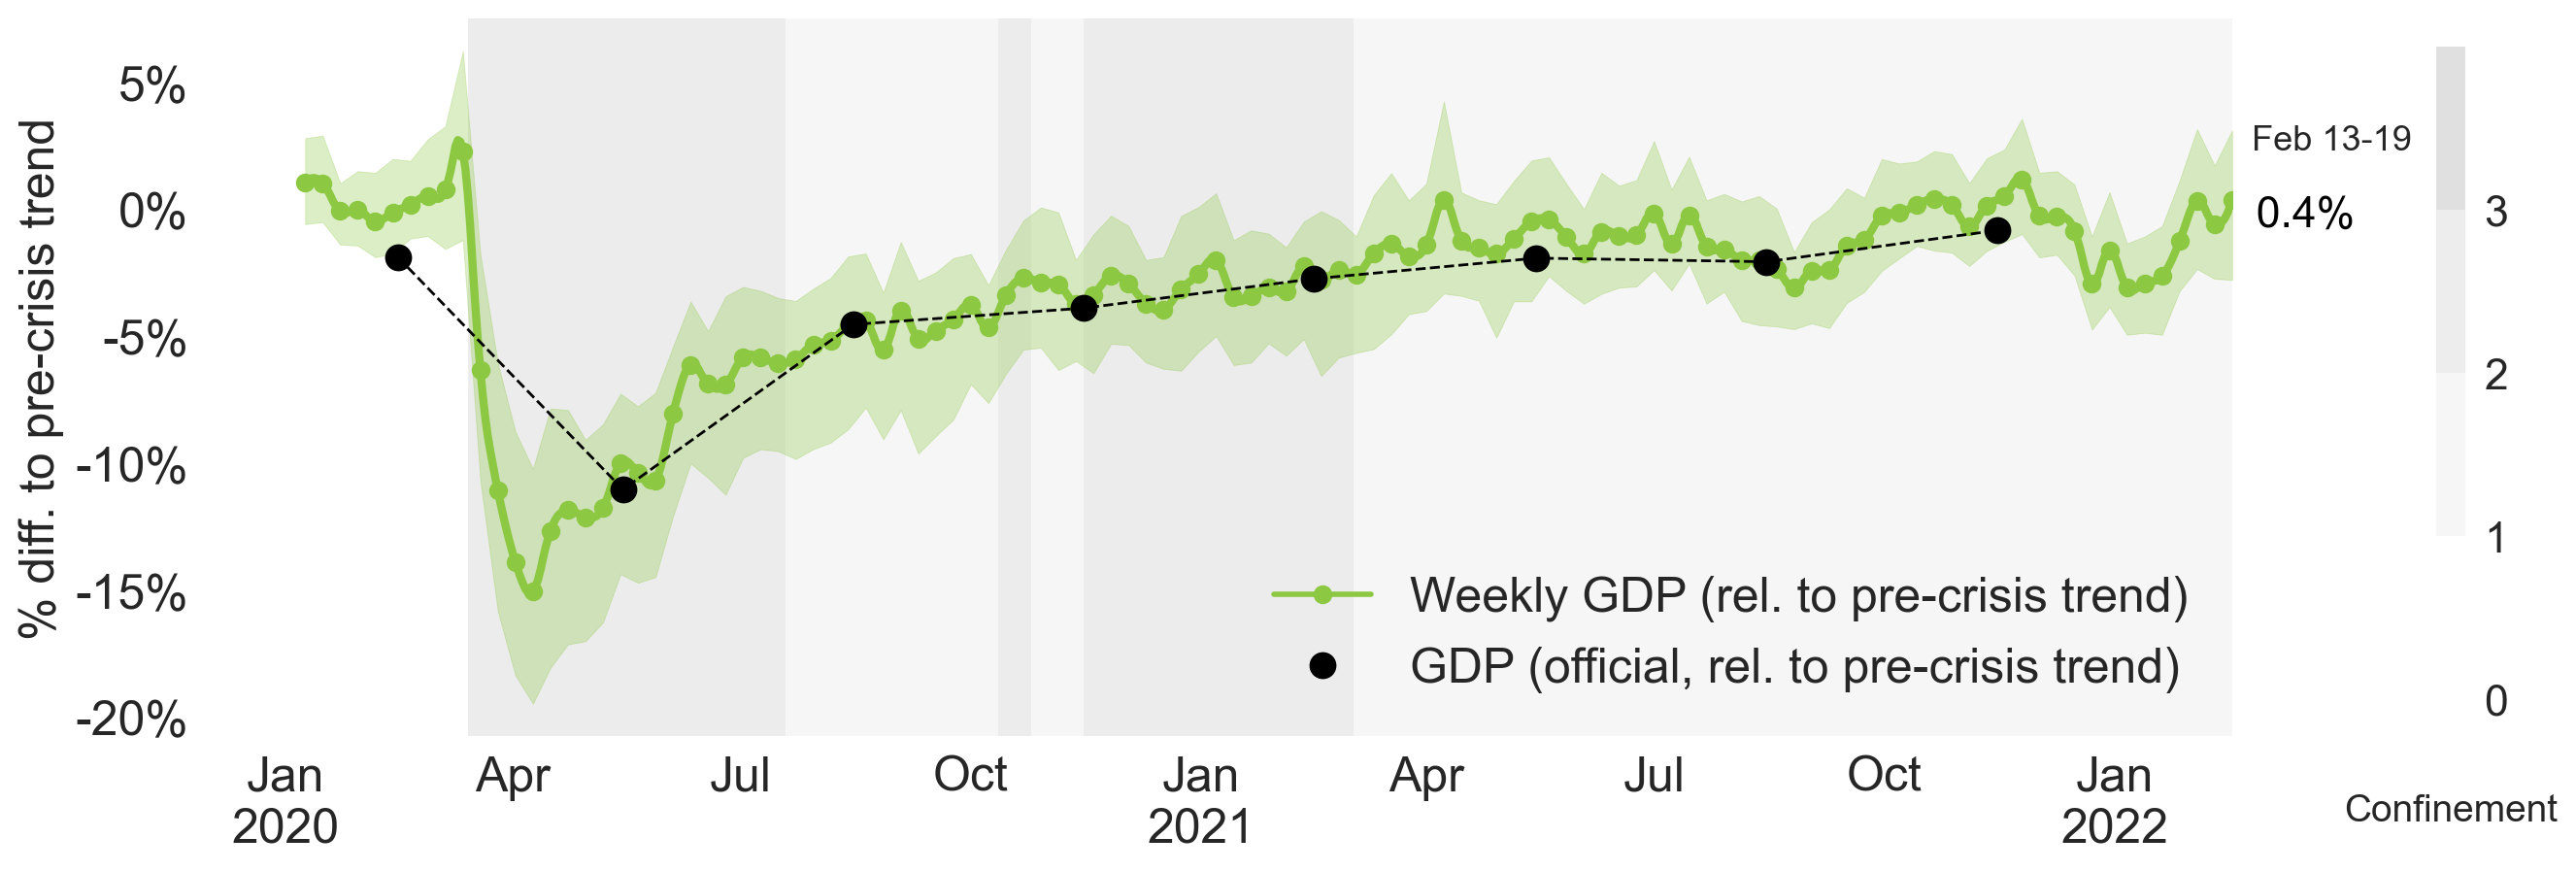 % diff. to pre-crisis trend
5%
0%
-5%
-10%
-15%
-20%
Jan
2020
Apr
Jul
Oct
Jan
2021
Apr
Jul
Oct
Jan
2022
Weekly GDP (rel. to pre-crisis trend)
GDP (official, rel. to pre-crisis trend)
Feb 13-19
0.4%
3
2
1
0
Confinement